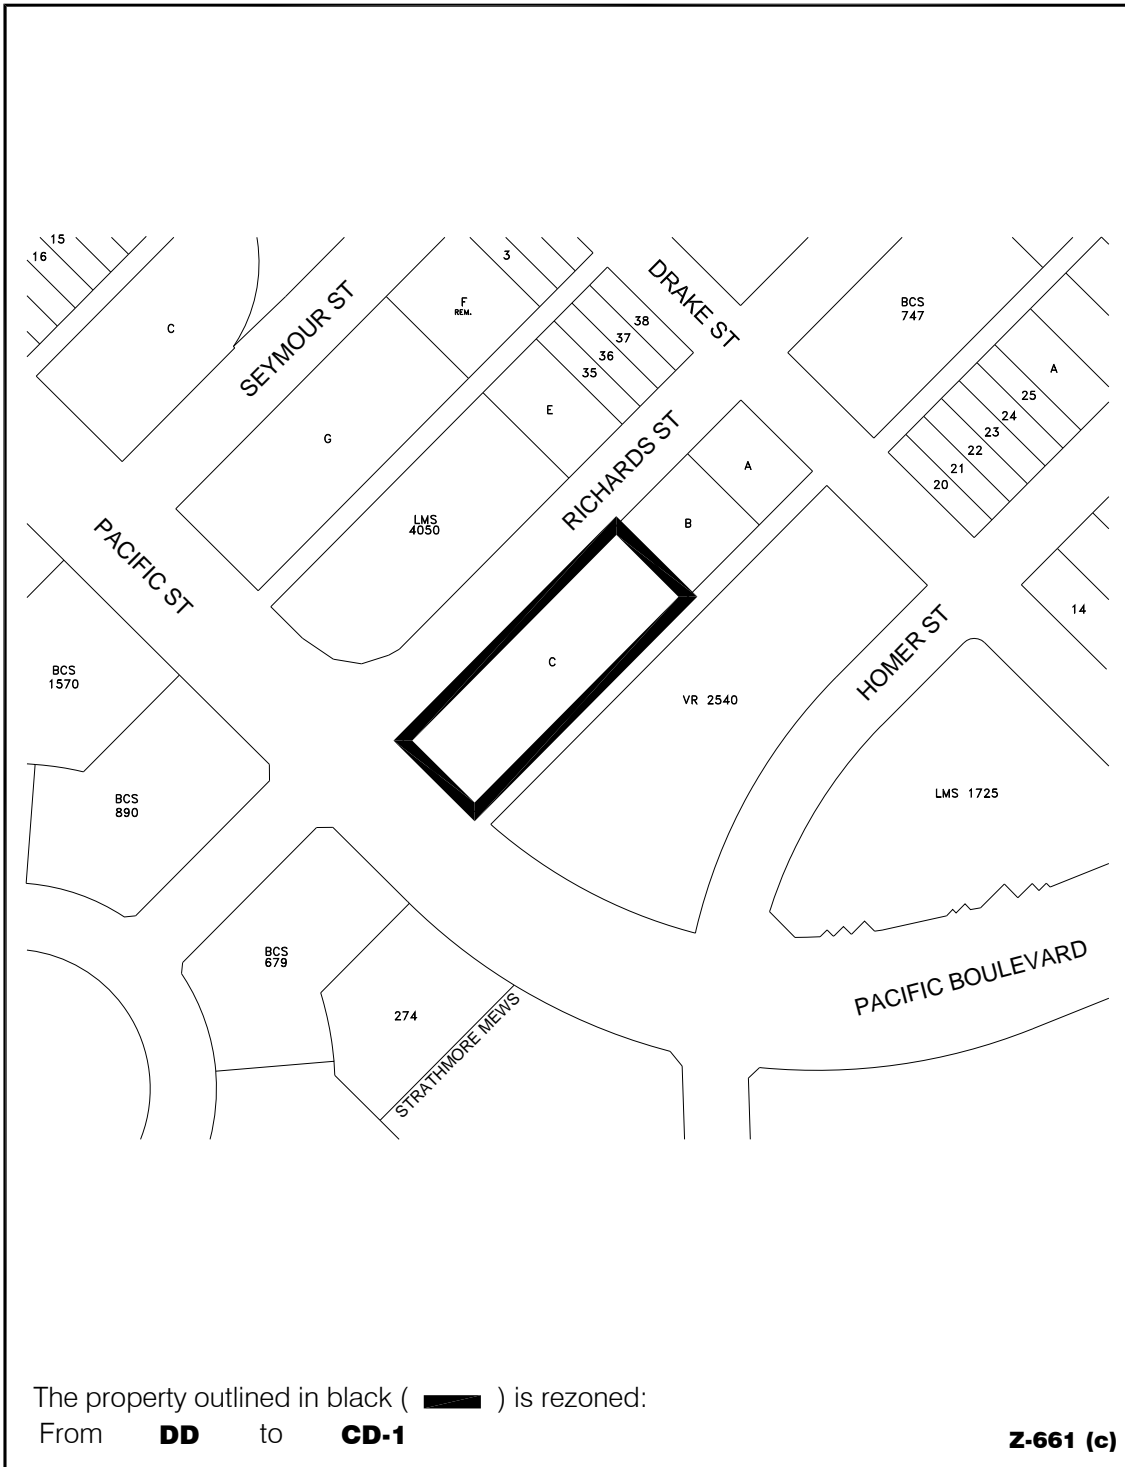 15
16
C
SEYMOUR ST
F
REM.
3
DRAKE ST
38
37
36
35
E
G
LMS
4050
RICHARDS ST
BCS
747
A
25
24
23
22
21
20
A
B
C
PACIFIC ST
14
HOMER ST
BCS
1570
VR 2540
BCS
890
LMS 1725
BCS
679
274
STRATHMORE MEWS
PACIFIC BOULEVARD
The property outlined in black ( ) is rezoned:
From DD to CD-1
Z-661 (c)